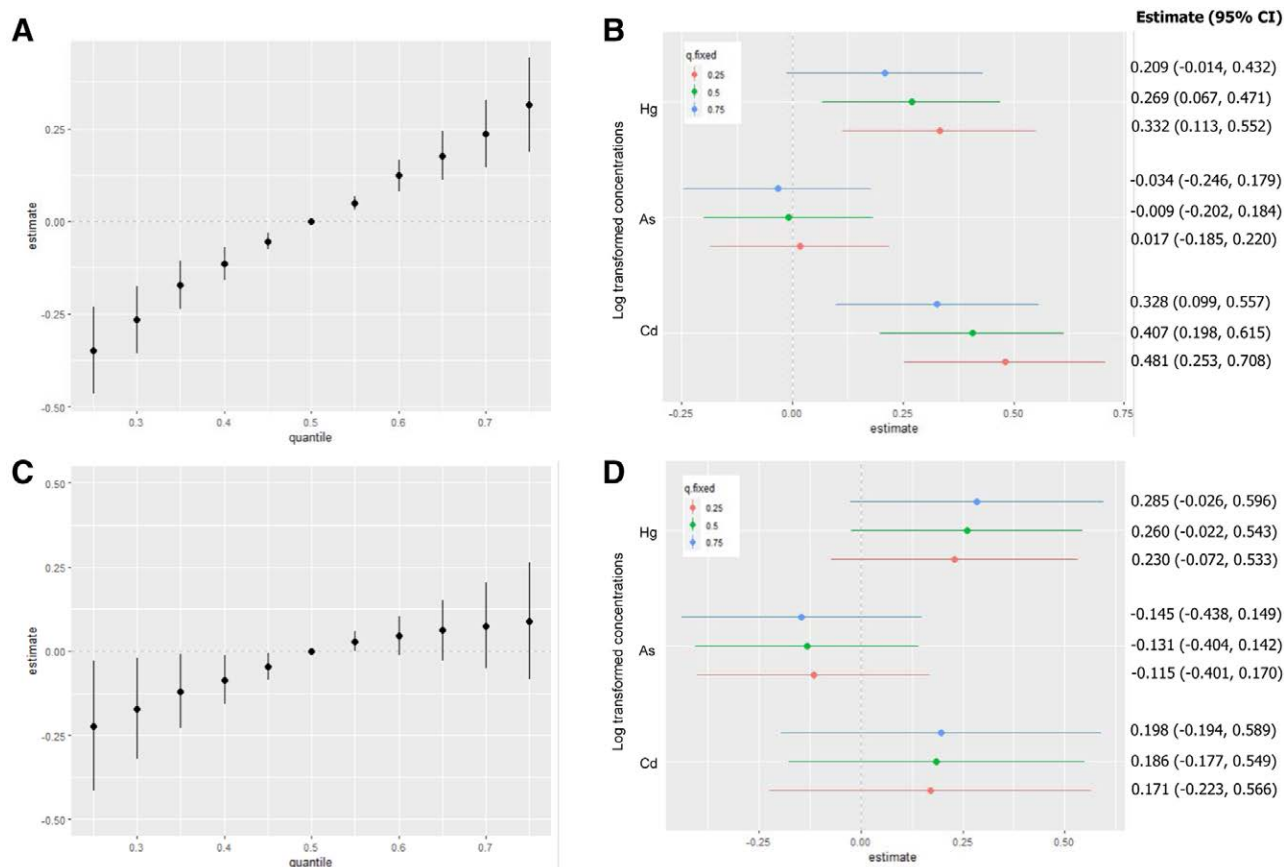 A
estimate
0.25
0.00
-0.25
-0.50
0.3
0.4
0.5
0.6
0.7
quantile
B
Estimate (95% CI)
q.fixed
0.25
0.5
0.75
Log transformed concentrations
Hg
As
Cd
0.209 (-0.014, 0.432)
0.269 (0.067, 0.471)
0.332 (0.113, 0.552)
-0.034 (-0.246, 0.179)
-0.009 (-0.202, 0.184)
0.017 (-0.185, 0.220)
0.328 (0.099, 0.557)
0.407 (0.198, 0.615)
0.481 (0.253, 0.708)
-0.25
0.00
0.25
0.50
0.75
estimate
C
estimate
0.50
0.25
0.00
-0.25
-0.50
0.3
0.4
0.5
0.6
0.7
quantile
D
q.fixed
0.25
0.5
0.75
Log transformed concentrations
Hg
As
Cd
0.285 (-0.026, 0.596)
0.260 (-0.022, 0.543)
0.230 (-0.072, 0.533)
-0.145 (-0.438, 0.149)
-0.131 (-0.404, 0.142)
-0.115 (-0.401, 0.170)
0.198 (-0.194, 0.589)
0.186 (-0.177, 0.549)
0.171 (-0.223, 0.566)
-0.25
0.00
0.25
0.50
estimate